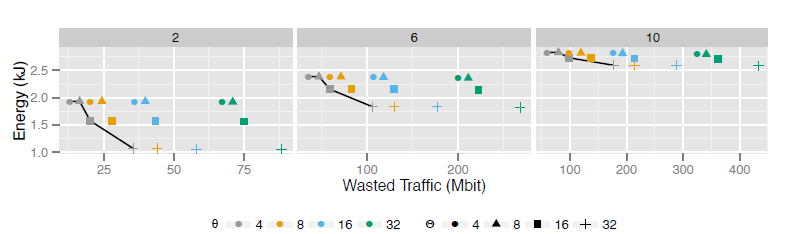 2 6 10
Energy (kJ)
2.5
2.0
1.5
1.0
25 50 75 100 200 100 200 300 400
Wasted Traffic (Mbit)
θ 4 8 16 32 Θ 4 8 16 32